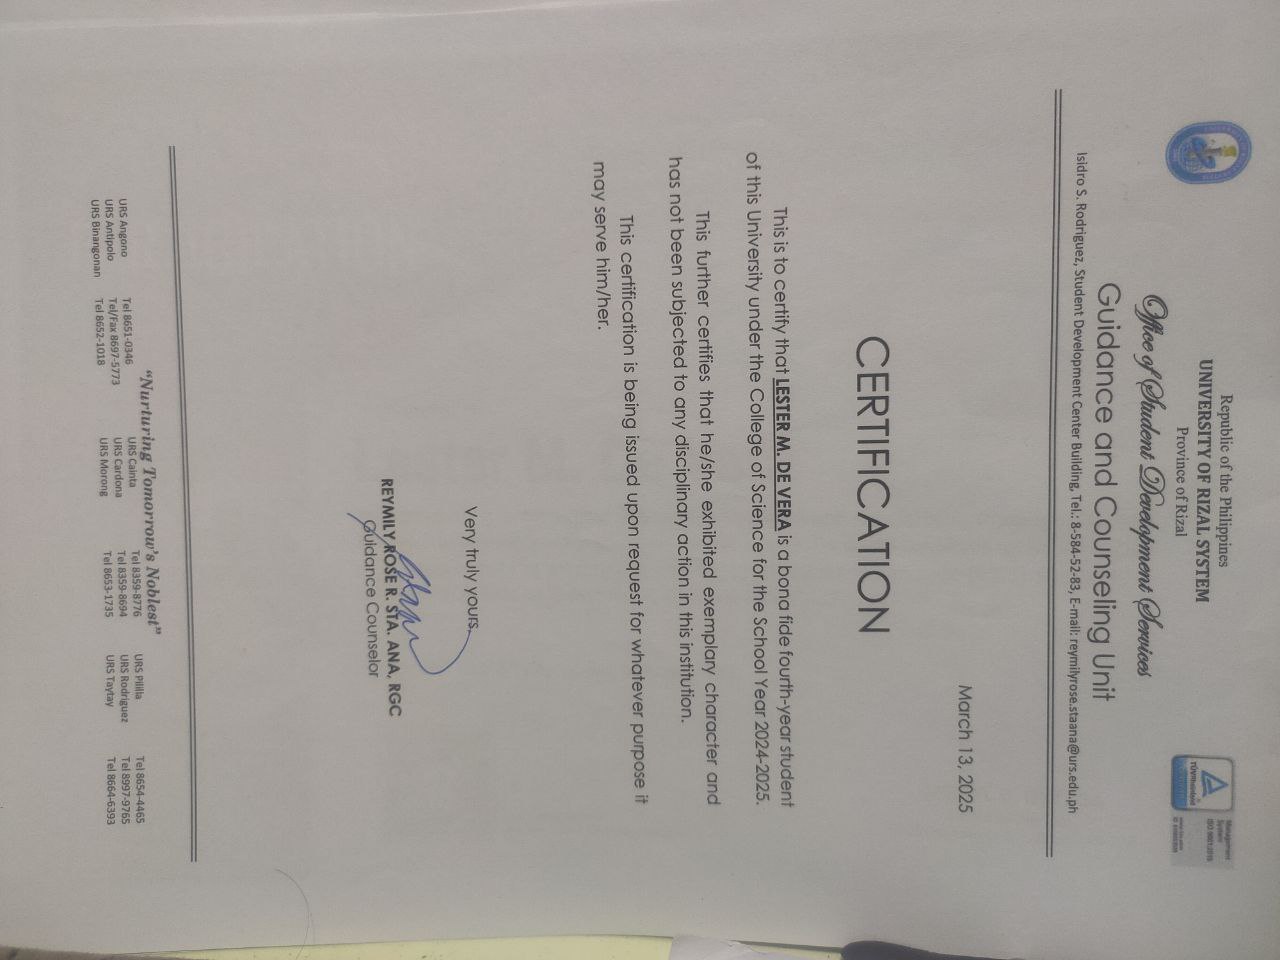 Republic of the Philippines
UNIVERSITY OF RIZAL SYSTEM
Province of Rizal
Office of Student Development Services
Guidance and Counseling Unit
Isidro S. Rodriguez, Student Development Center Building, Tel.: 8-584-52-83, E-mail: reymilyrose.staana@urs.edu.ph
TÜVRheinland
Management
System
ISO 9001:2015
March 13, 2025
CERTIFICATION
This is to certify that LESTER M. DE VERA is a bona fide fourth-year student
of this University under the College of Science for the School Year 2024-2025.
This further certifies that he/she exhibited exemplary character and
has not been subjected to any disciplinary action in this institution.
This certification is being issued upon request for whatever purpose it
may serve him/her.
Very truly yours,
REYMILY ROSE R. STA. ANA, RGC
Guidance Counselor
“Nurturing Tomorrow's Noblest”
URS Angono Tel 8651-0346 URS Cainta Tel 8359-8776 URS Pililla Tel 8654-4465
URS Antipolo Tel/Fax 8697-5773 URS Cardona Tel 8359-8694 URS Rodriguez Tel 8997-9765
URS Binangonan Tel 8652-1018 URS Morong Tel 8653-1735 URS Taytay Tel 8664-6393